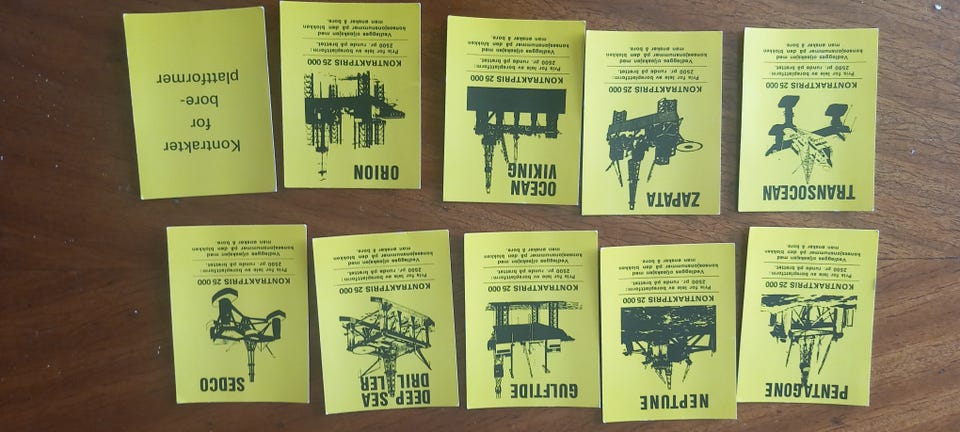 PENTAGONE
KONTRAKTPRIS 25 000
Pris for leie av boreplattform:
2500 pr. runde på brettet.
Vedlegges oljeaksjen med
konsesjonsnummer på den blokken
man ønsker å bore.
NEPTUNE
KONTRAKTPRIS 25 000
Pris for leie av boreplattform:
2500 pr. runde på brettet.
Vedlegges oljeaksjen med
konsesjonsnummer på den blokken
man ønsker å bore.
GULFTIDE
KONTRAKTPRIS 25 000
Pris for leie av boreplattform:
2500 pr. runde på brettet.
Vedlegges oljeaksjen med
konsesjonsnummer på den blokken
man ønsker å bore.
DEEP SEA
DRILLER
KONTRAKTPRIS 25 000
Pris for leie av boreplattform:
2500 pr. runde på brettet.
Vedlegges oljeaksjen med
konsesjonsnummer på den blokken
man ønsker å bore.
SEDCO
KONTRAKTPRIS 25 000
Pris for leie av boreplattform:
2500 pr. runde på brettet.
Vedlegges oljeaksjen med
konsesjonsnummer på den blokken
man ønsker å bore.
TRANSOCEAN
KONTRAKTPRIS 25 000
Pris for leie av boreplattform:
2500 pr. runde på brettet.
Vedlegges oljeaksjen med
konsesjonsnummer på den blokken
man ønsker å bore.
ZAPATA
KONTRAKTPRIS 25 000
Pris for leie av boreplattform:
2500 pr. runde på brettet.
Vedlegges oljeaksjen med
konsesjonsnummer på den blokken
man ønsker å bore.
OCEAN
VIKING
KONTRAKTPRIS 25 000
Pris for leie av boreplattform:
2500 pr. runde på brettet.
Vedlegges oljeaksjen med
konsesjonsnummer på den blokken
man ønsker å bore.
ORION
KONTRAKTPRIS 25 000
Pris for leie av boreplattform:
2500 pr. runde på brettet.
Vedlegges oljeaksjen med
konsesjonsnummer på den blokken
man ønsker å bore.
Kontrakter
for
bore-
plattformer